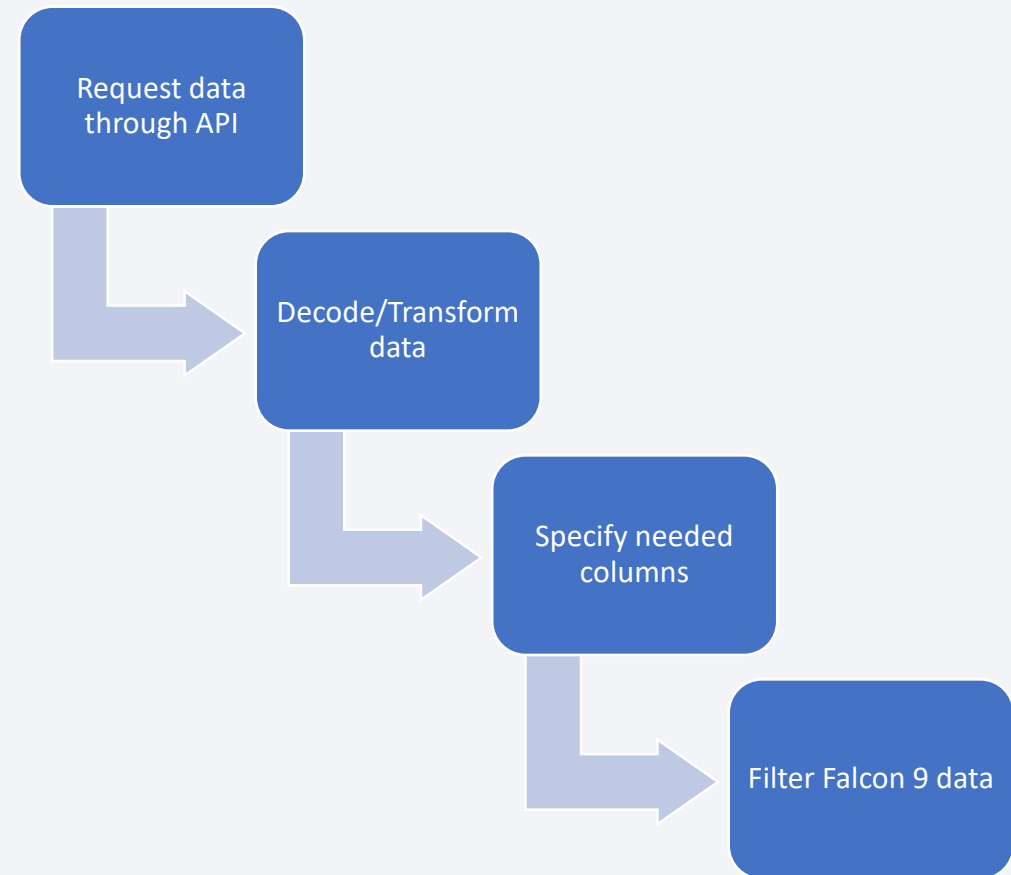 Request data
through API
Decode/Transform
data
Specify needed
columns
Filter Falcon 9 data